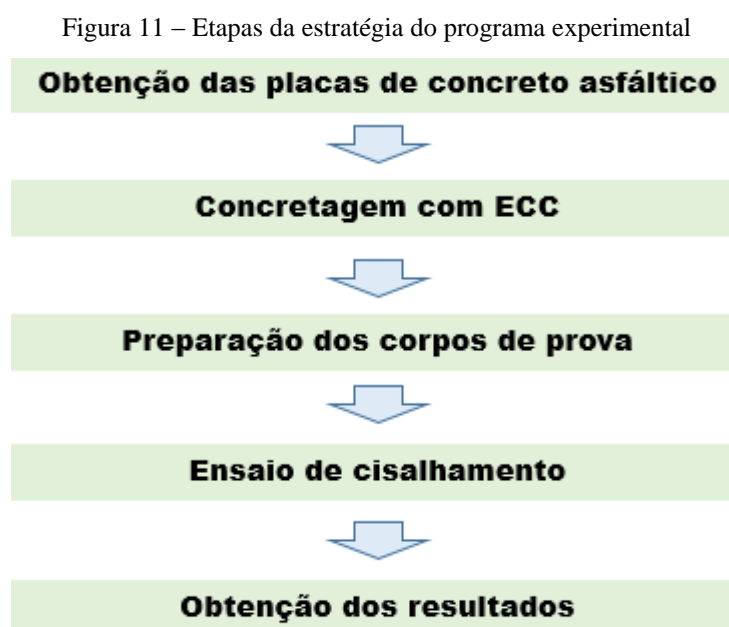 Figura 11 – Etapas da estratégia do programa experimental
Obtenção das placas de concreto asfáltico
Concretagem com ECC
Preparação dos corpos de prova
Ensaio de cisalhamento
Obtenção dos resultados